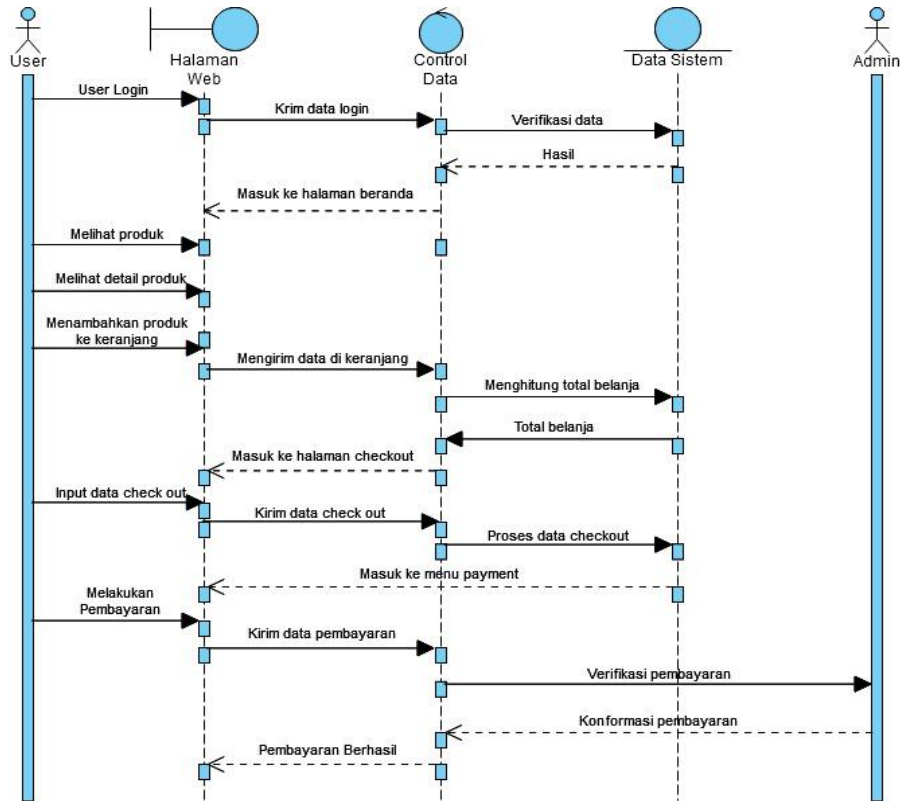 User
Halaman
Web
Control
Data
Data Sistem
Admin
User Login
Krim data login
Verifikasi data
Hasil
Masuk ke halaman beranda
Melihat produk
Melihat detail produk
Menambahkan produk
ke keranjang
Mengirim data di keranjang
Menghitung total belanja
Total belanja
Masuk ke halaman checkout
Input data check out
Kirim data check out
Proses data checkout
Masuk ke menu payment
Melakukan
Pembayaran
Kirim data pembayaran
Verifikasi pembayaran
Konformasi pembayaran
Pembayaran Berhasil